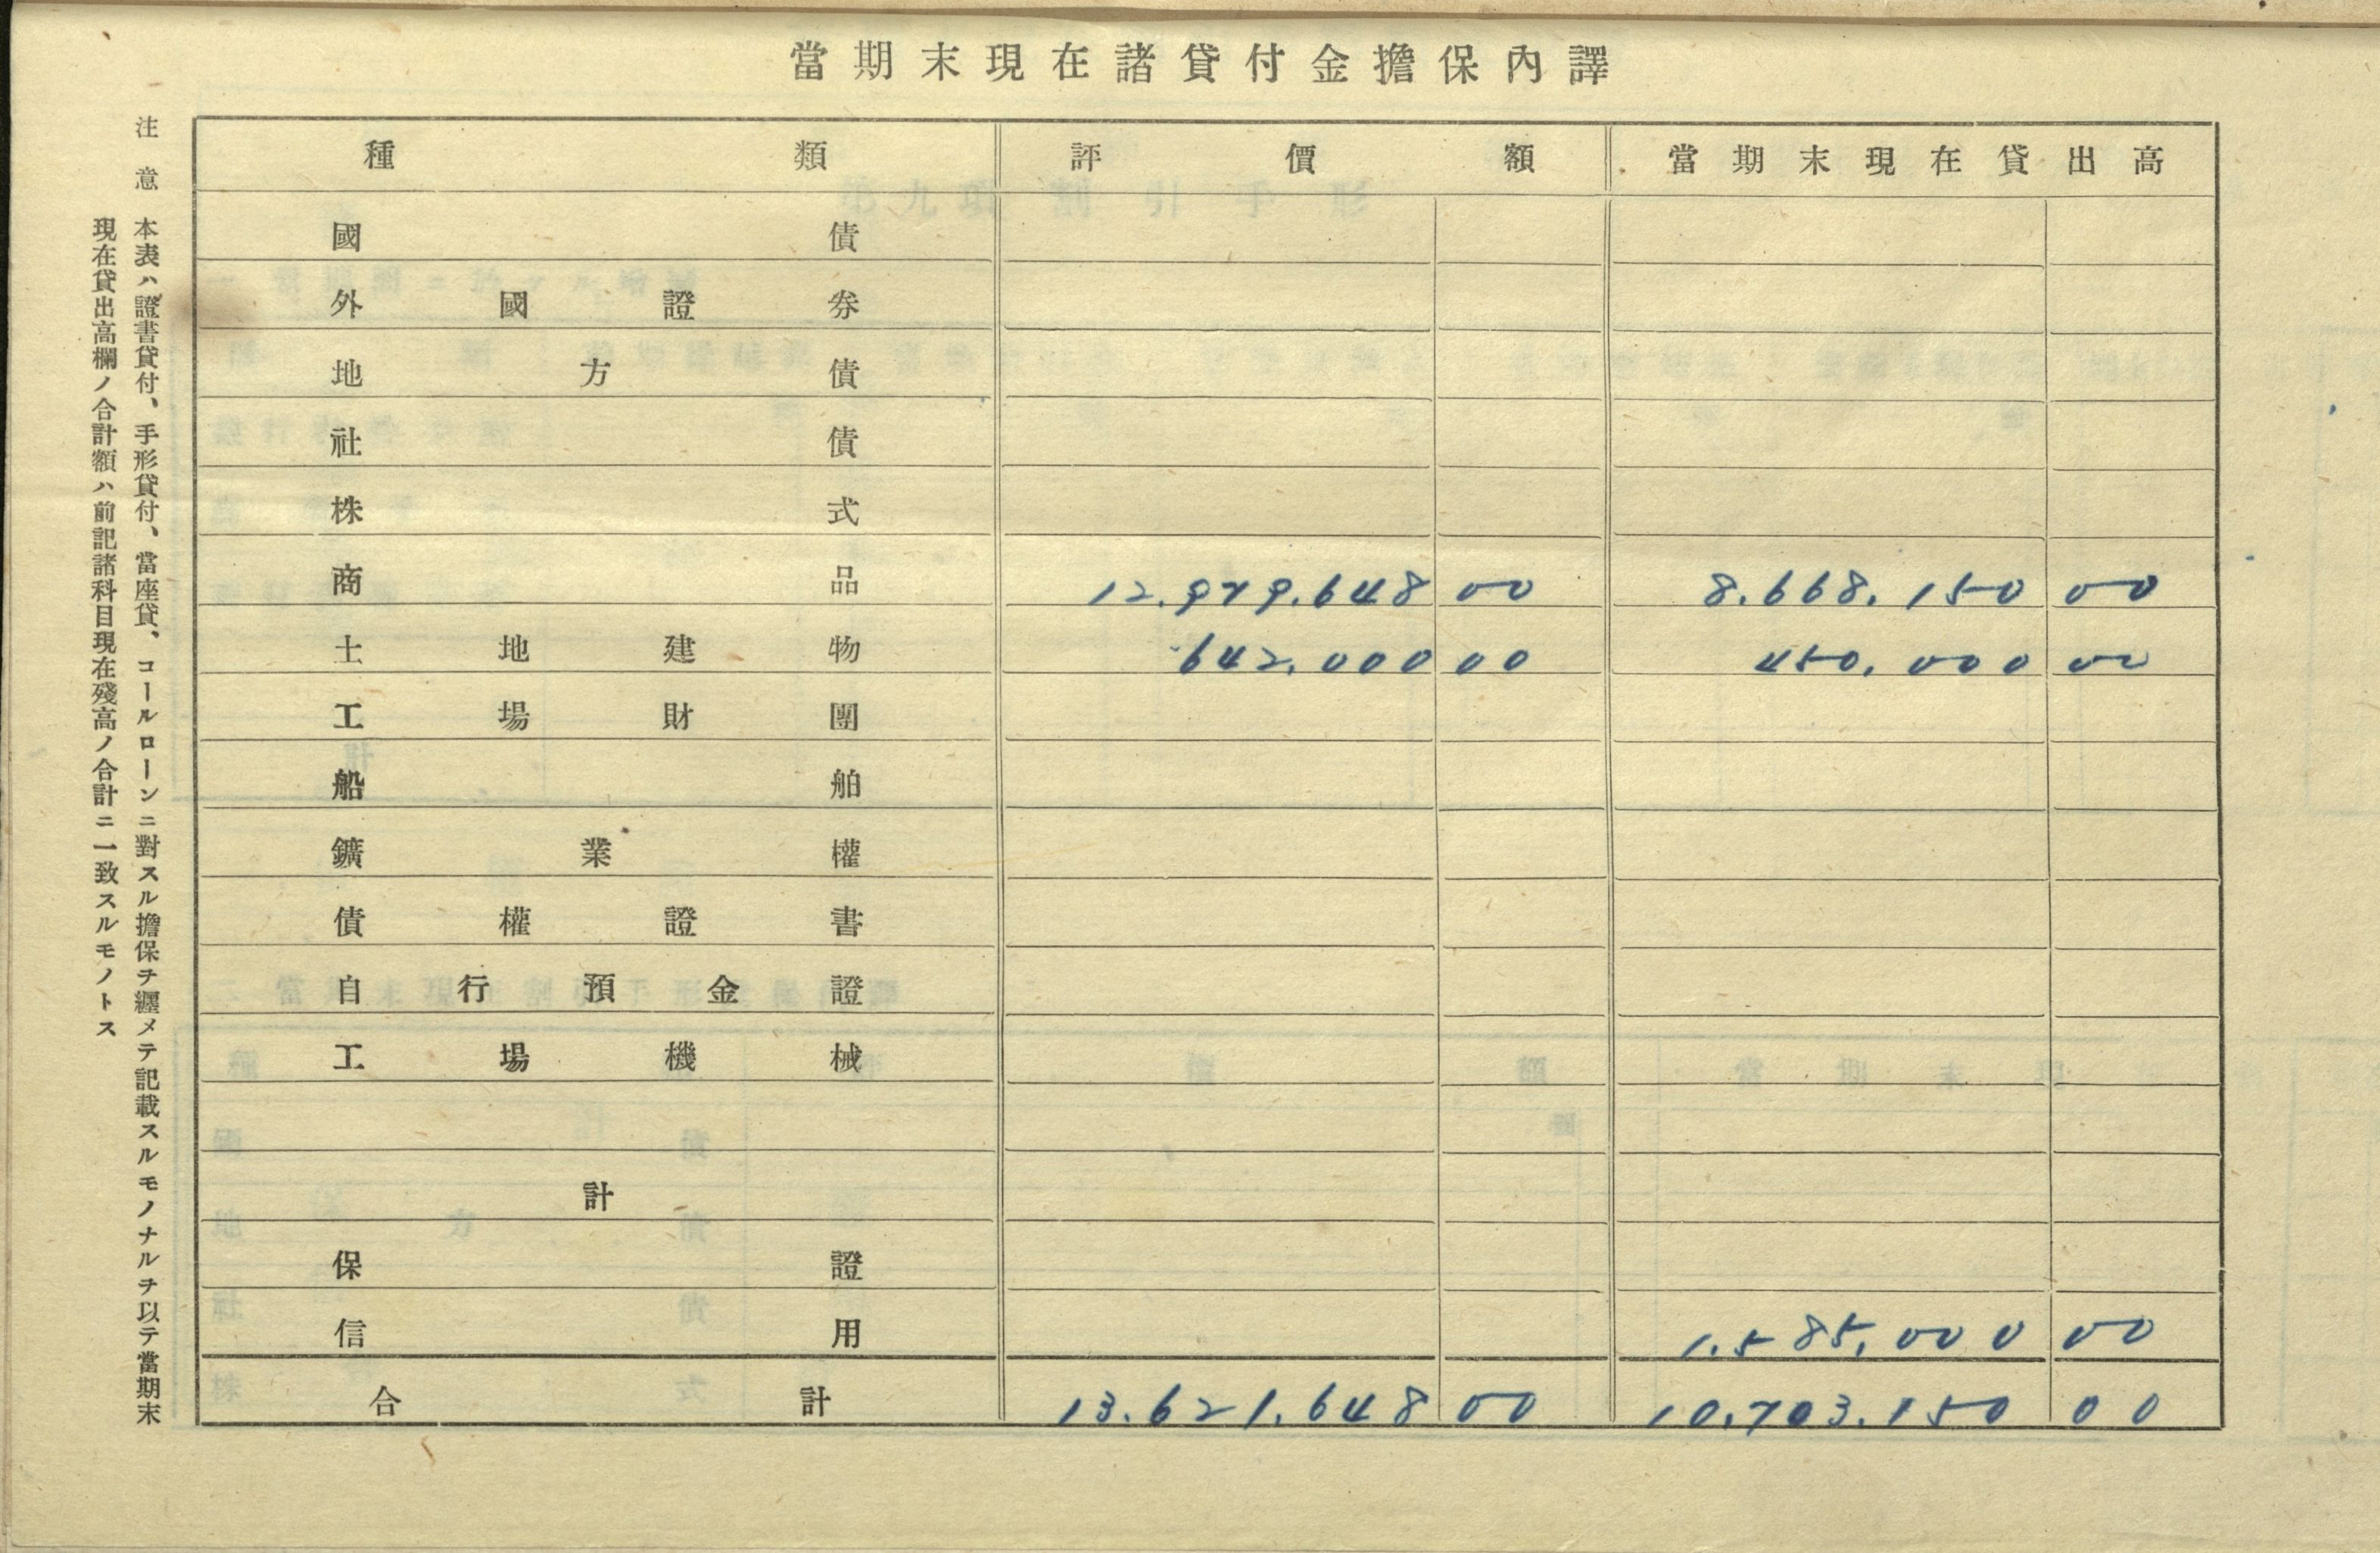 當期末現在諸貸付金擔保內譯
種類 評價額 當期末現在貸出高
國債
外國證券
地方債
社債
株式
商品 12.979.648 00 8.668.150 00
土地建物 642.000 00 450.000 00
工場財團
船舶
鑛業權
債權證書
自行預金證
工場機械
計
保證
信用 1.585.000 00
合計 13.621.648 00 10.703.150 00
注意 本表ハ證書貸付、手形貸付、當座貸、コールローンニ對スル擔保ヲ纒メテ記載スルモノナルヲ以テ當期末
現在貸出高欄ノ合計額ハ前記諸科目現在殘高ノ合計ニ一致スルモノトス